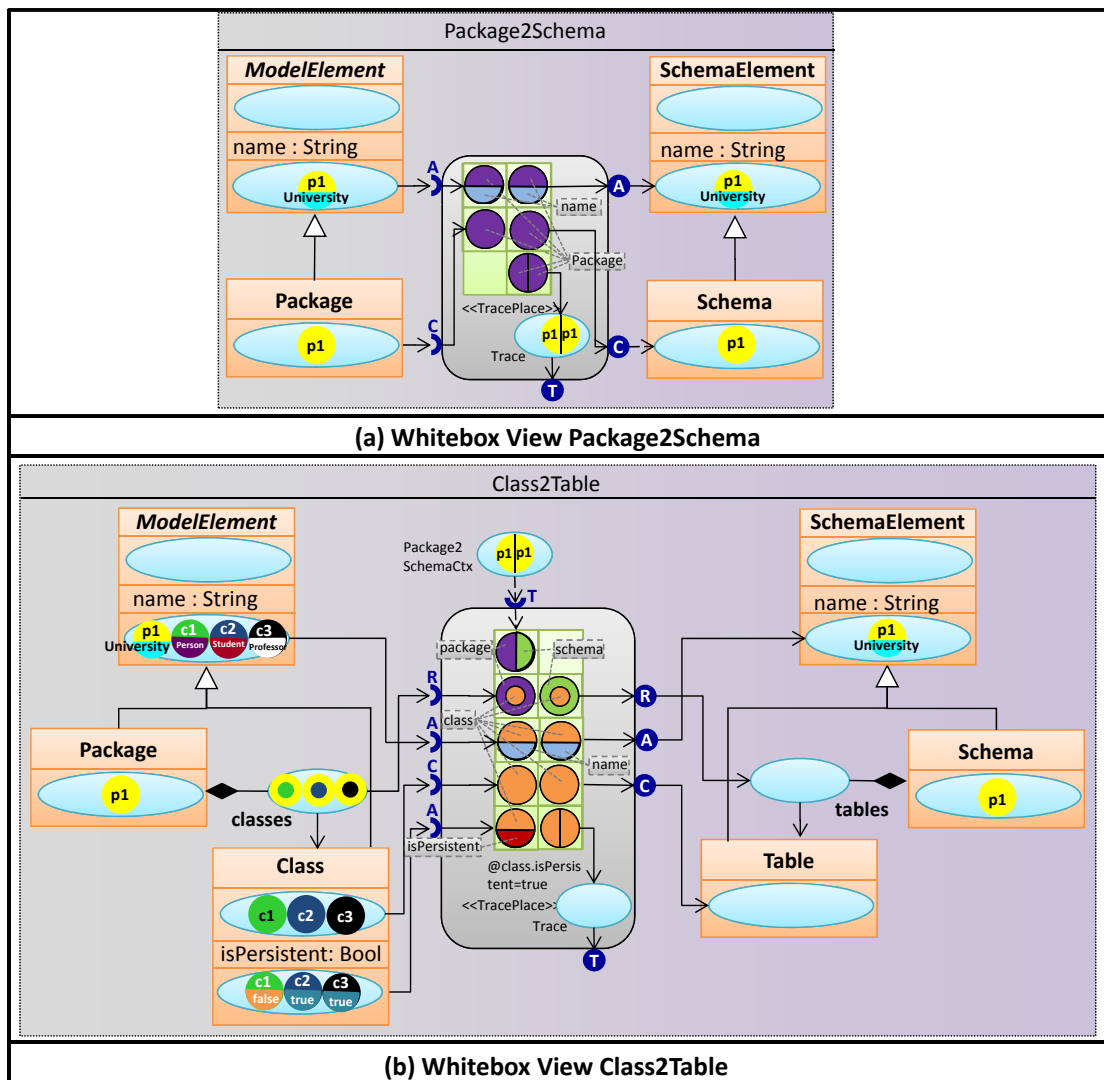 Package2Schema
ModelElement
SchemaElement
name : String
name : String
p1
University
A
A
p1
University
name
Package
Package
Schema
<<TracePlace>>
p1
C
p1 p1
C
p1
Trace
T
(a) Whitebox View Package2Schema
Class2Table
ModelElement
SchemaElement
Package2
SchemaCtx
p1 p1
name : String
name : String
T
p1
University
c1
Person
c2
Student
c3
Professor
p1
University
package
schema
R
R
class
A
A
Package
Schema
name
C
C
p1
p1
classes
tables
A
isPersistent
Class
Table
@class.isPersis
tent=true
c1 c2 c3
<<TracePlace>>
Trace
isPersistent: Bool
T
c1
false
c2
true
c3
true
(b) Whitebox View Class2Table